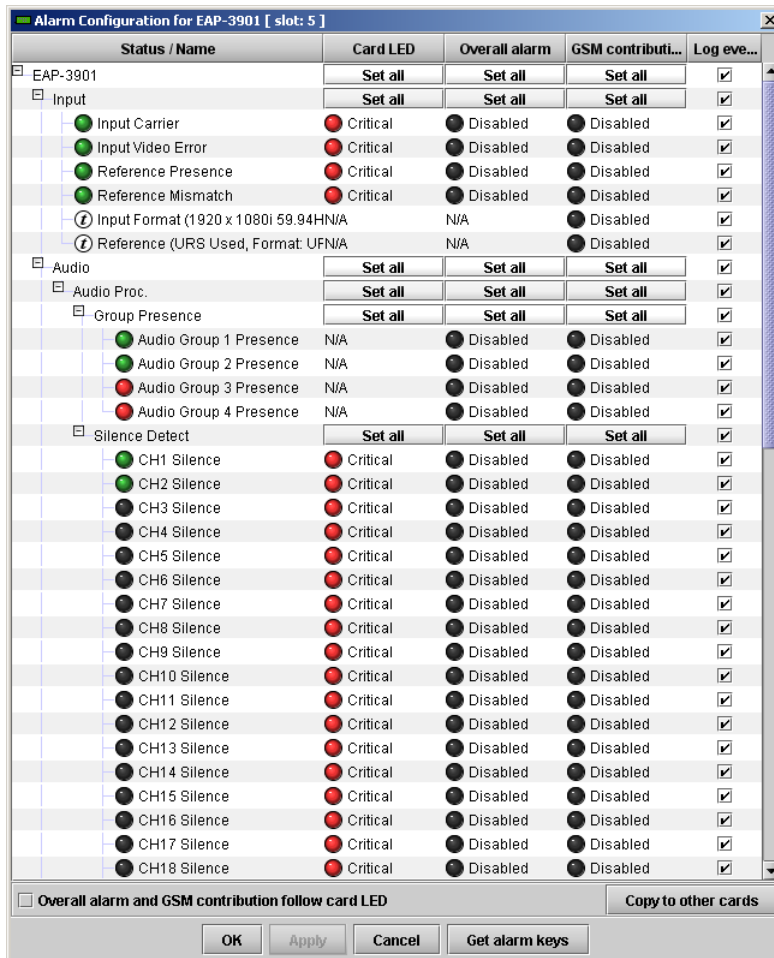 Alarm Configuration for EAP-3901 [ slot: 5 ]
Status / Name Card LED Overall alarm GSM contributi... Log eve...
EAP-3901 Set all Set all Set all
Input Set all Set all Set all
Input Carrier Critical Disabled Disabled
Input Video Error Critical Disabled Disabled
Reference Presence Critical Disabled Disabled
Reference Mismatch Critical Disabled Disabled
t Input Format (1920 x 1080i 59.94H N/A N/A Disabled
t Reference (URS Used, Format: UF N/A N/A Disabled
Audio Set all Set all Set all
Audio Proc. Set all Set all Set all
Group Presence Set all Set all Set all
Audio Group 1 Presence N/A Disabled Disabled
Audio Group 2 Presence N/A Disabled Disabled
Audio Group 3 Presence N/A Disabled Disabled
Audio Group 4 Presence N/A Disabled Disabled
Silence Detect Set all Set all Set all
CH1 Silence Critical Disabled Disabled
CH2 Silence Critical Disabled Disabled
CH3 Silence Critical Disabled Disabled
CH4 Silence Critical Disabled Disabled
CH5 Silence Critical Disabled Disabled
CH6 Silence Critical Disabled Disabled
CH7 Silence Critical Disabled Disabled
CH8 Silence Critical Disabled Disabled
CH9 Silence Critical Disabled Disabled
CH10 Silence Critical Disabled Disabled
CH11 Silence Critical Disabled Disabled
CH12 Silence Critical Disabled Disabled
CH13 Silence Critical Disabled Disabled
CH14 Silence Critical Disabled Disabled
CH15 Silence Critical Disabled Disabled
CH16 Silence Critical Disabled Disabled
CH17 Silence Critical Disabled Disabled
CH18 Silence Critical Disabled Disabled
Overall alarm and GSM contribution follow card LED Copy to other cards
OK Apply Cancel Get alarm keys